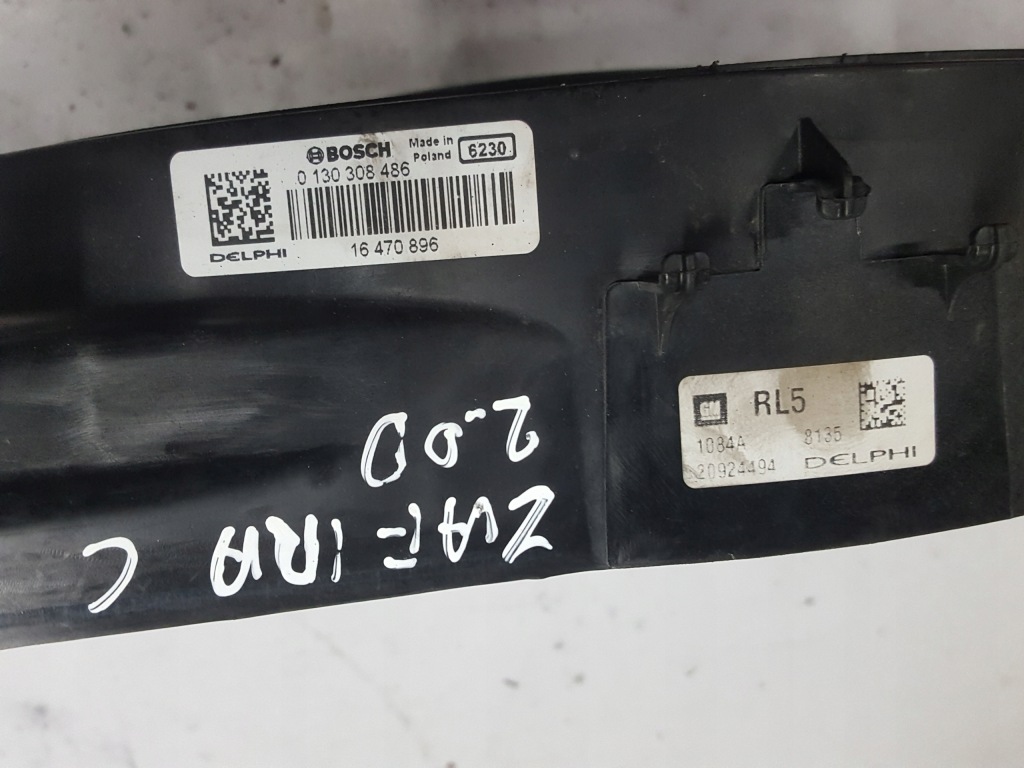 BOSCH Made in Poland 6230
0 130 308 486
DELPHI 16 470 896
GM RL5
1084A 8135
20924494 DELPHI
ZAFIRA C
2.0D